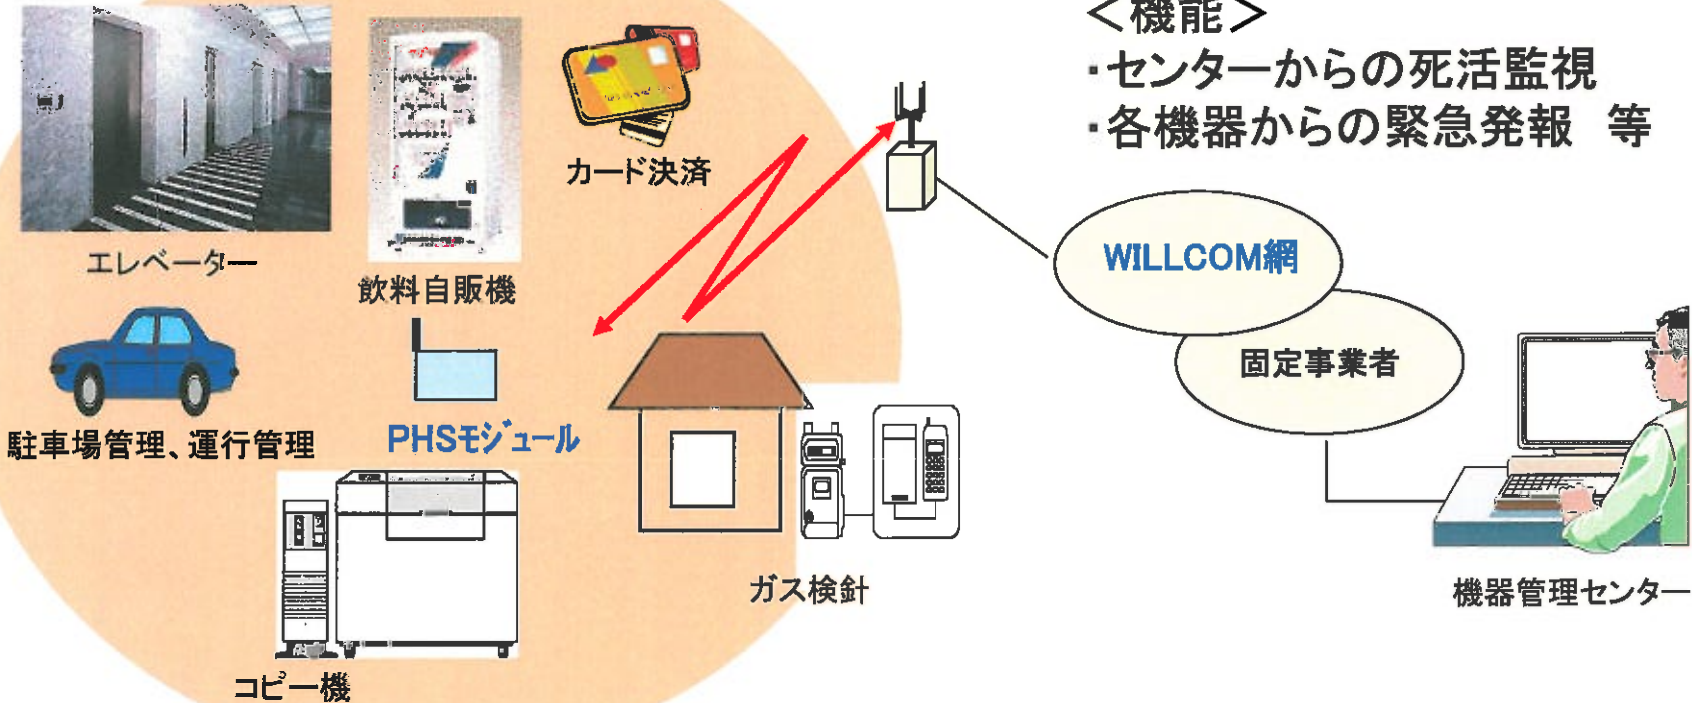 <機能>
・センターからの死活監視
・各機器からの緊急発報 等
カード決済
エレベーター
飲料自販機
WILLCOM網
固定事業者
駐車場管理、運行管理
PHSモジュール
ガス検針
機器管理センター
コピー機